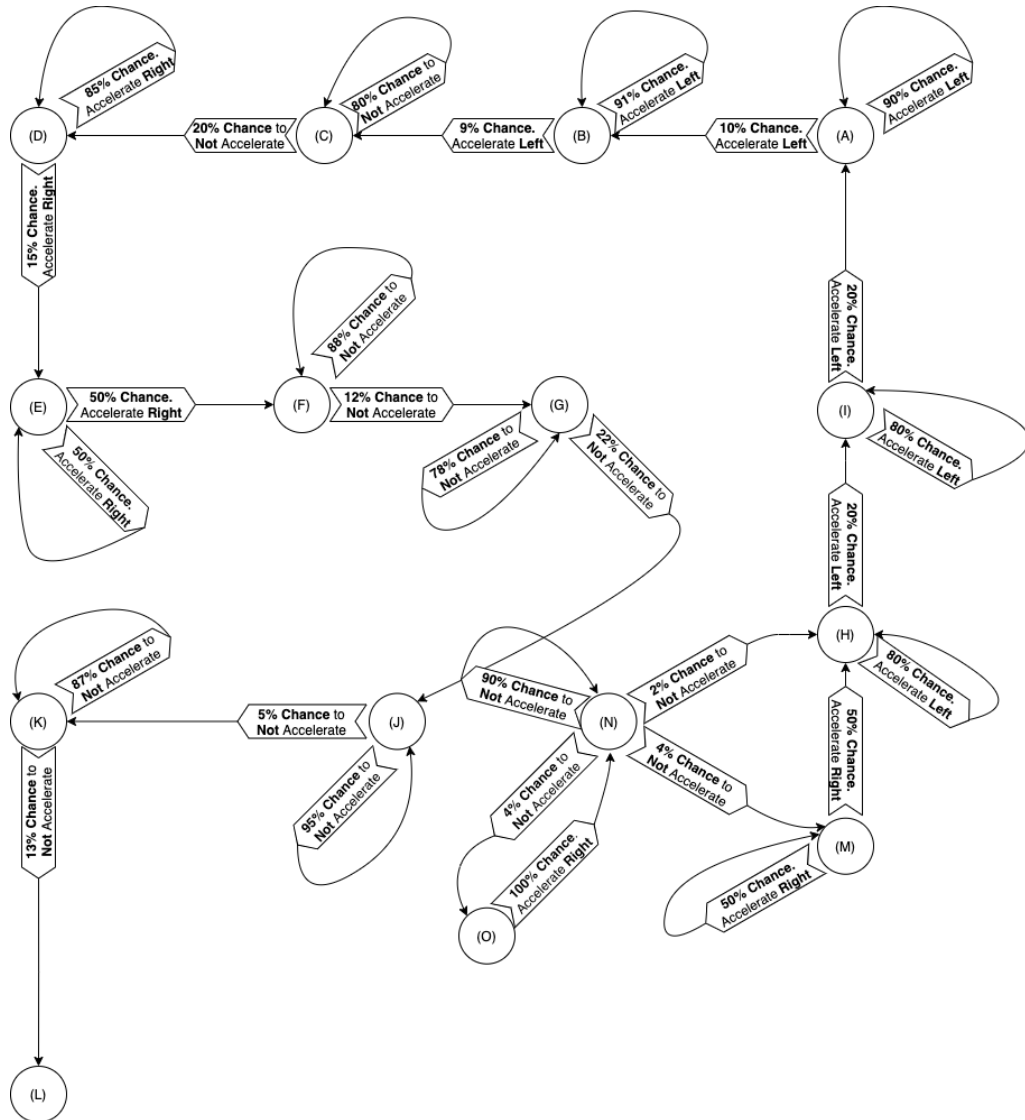 85% Chance.
Accelerate Right
80% Chance to
Not Accelerate
91% Chance.
Accelerate Left
90% Chance.
Accelerate Left
(D)
20% Chance to
Not Accelerate
(C)
9% Chance.
Accelerate Left
(B)
10% Chance.
Accelerate Left
(A)
15% Chance.
Accelerate Right
88% Chance to
Not Accelerate
20% Chance.
Accelerate Left
(E)
50% Chance.
Accelerate Right
(F)
12% Chance to
Not Accelerate
(G)
(I)
50% Chance.
Accelerate Right
78% Chance to
Not Accelerate
22% Chance to
Not Accelerate
80% Chance.
Accelerate Left
20% Chance.
Accelerate Left
87% Chance to
Not Accelerate
90% Chance to
Not Accelerate
2% Chance to
Not Accelerate
(H)
80% Chance.
Accelerate Left
(K)
5% Chance to
Not Accelerate
(J)
(N)
13% Chance to
Not Accelerate
95% Chance to
Not Accelerate
4% Chance to
Not Accelerate
4% Chance to
Not Accelerate
50% Chance.
Accelerate Right
100% Chance.
Accelerate Right
(M)
50% Chance.
Accelerate Right
(O)
(L)